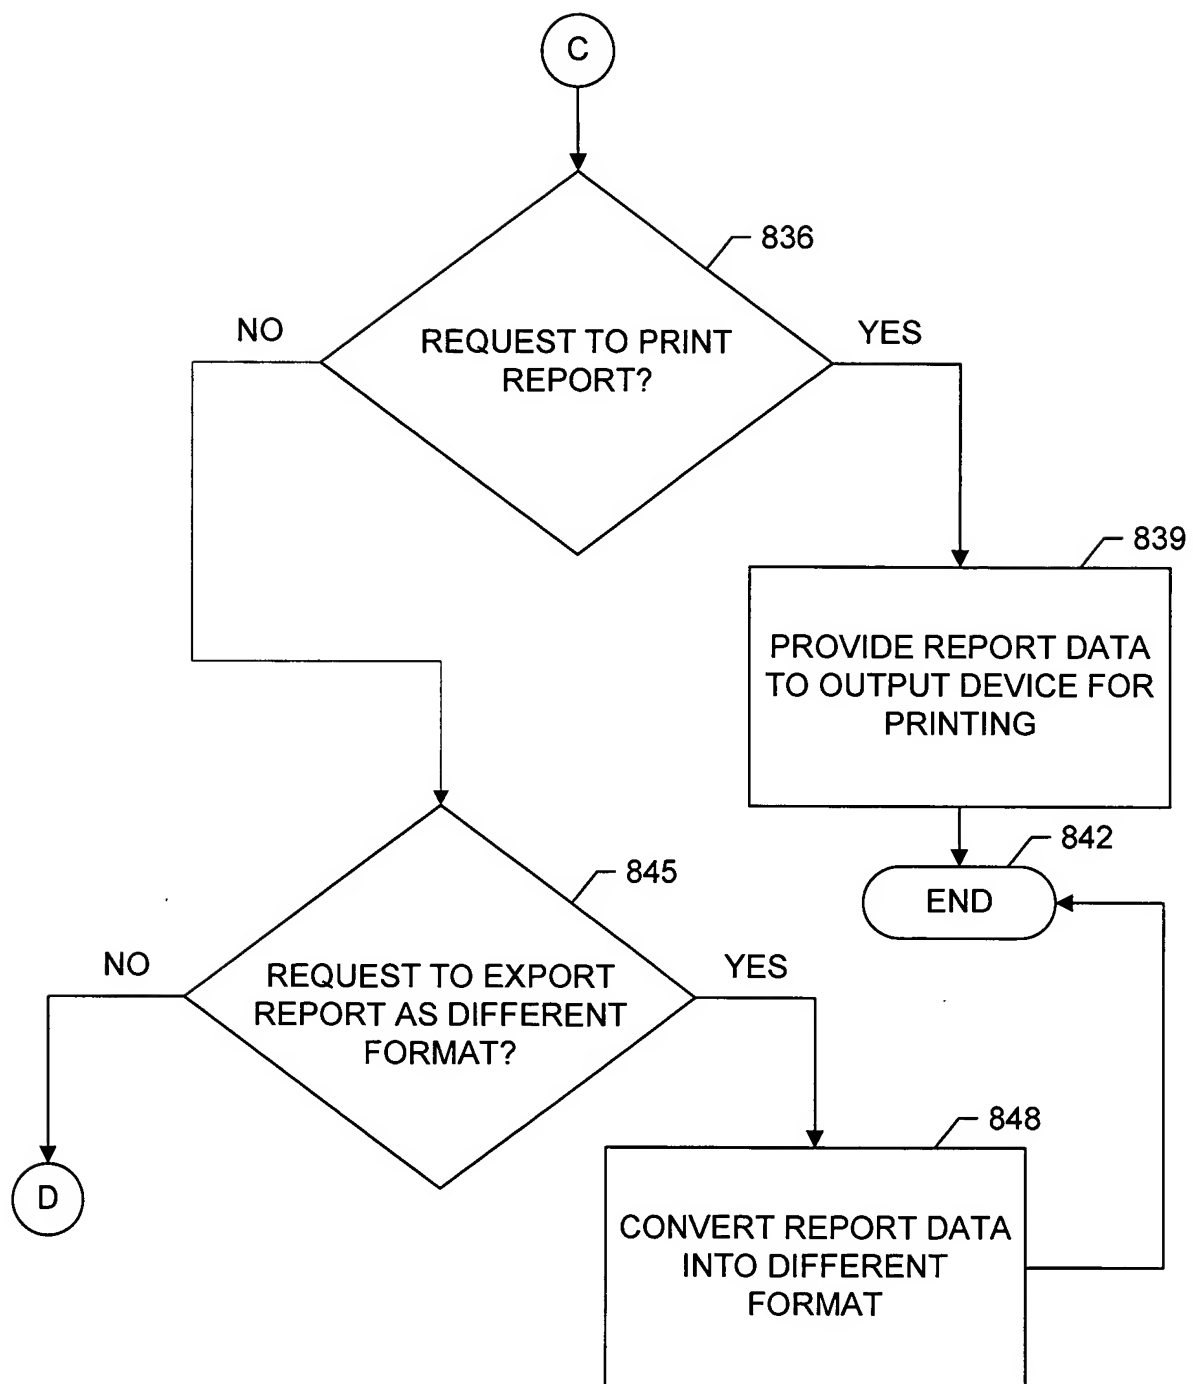 C
836
NO
YES
REQUEST TO PRINT
REPORT?
839
PROVIDE REPORT DATA
TO OUTPUT DEVICE FOR
PRINTING
842
END
845
NO
YES
REQUEST TO EXPORT
REPORT AS DIFFERENT
FORMAT?
848
D
CONVERT REPORT DATA
INTO DIFFERENT
FORMAT